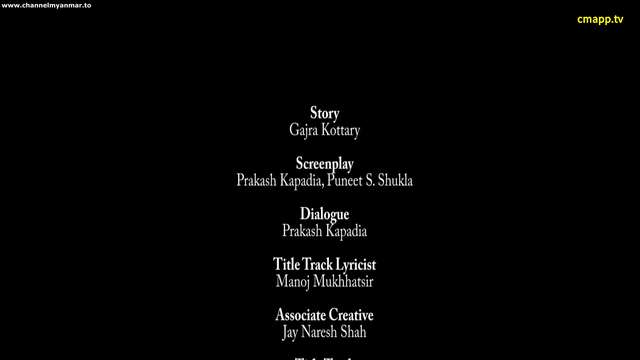 www.channelmyanmar.to
cmapp.tv
Story
Gajra Kottary
Screenplay
Prakash Kapadia, Puneet S. Shukla
Dialogue
Prakash Kapadia
Title Track Lyricist
Manoj Mukhhatsir
Associate Creative
Jay Naresh Shah